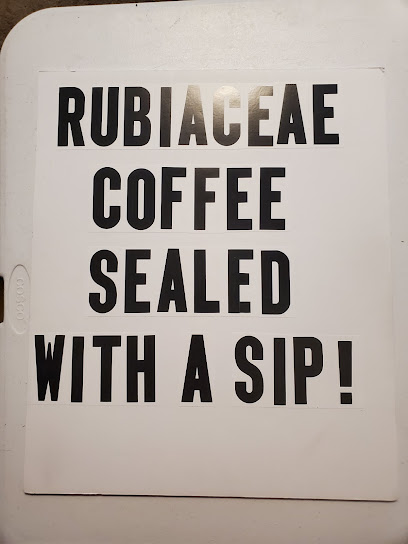 RUBIACEAE
COFFEE
SEALED
WITH A SIP!